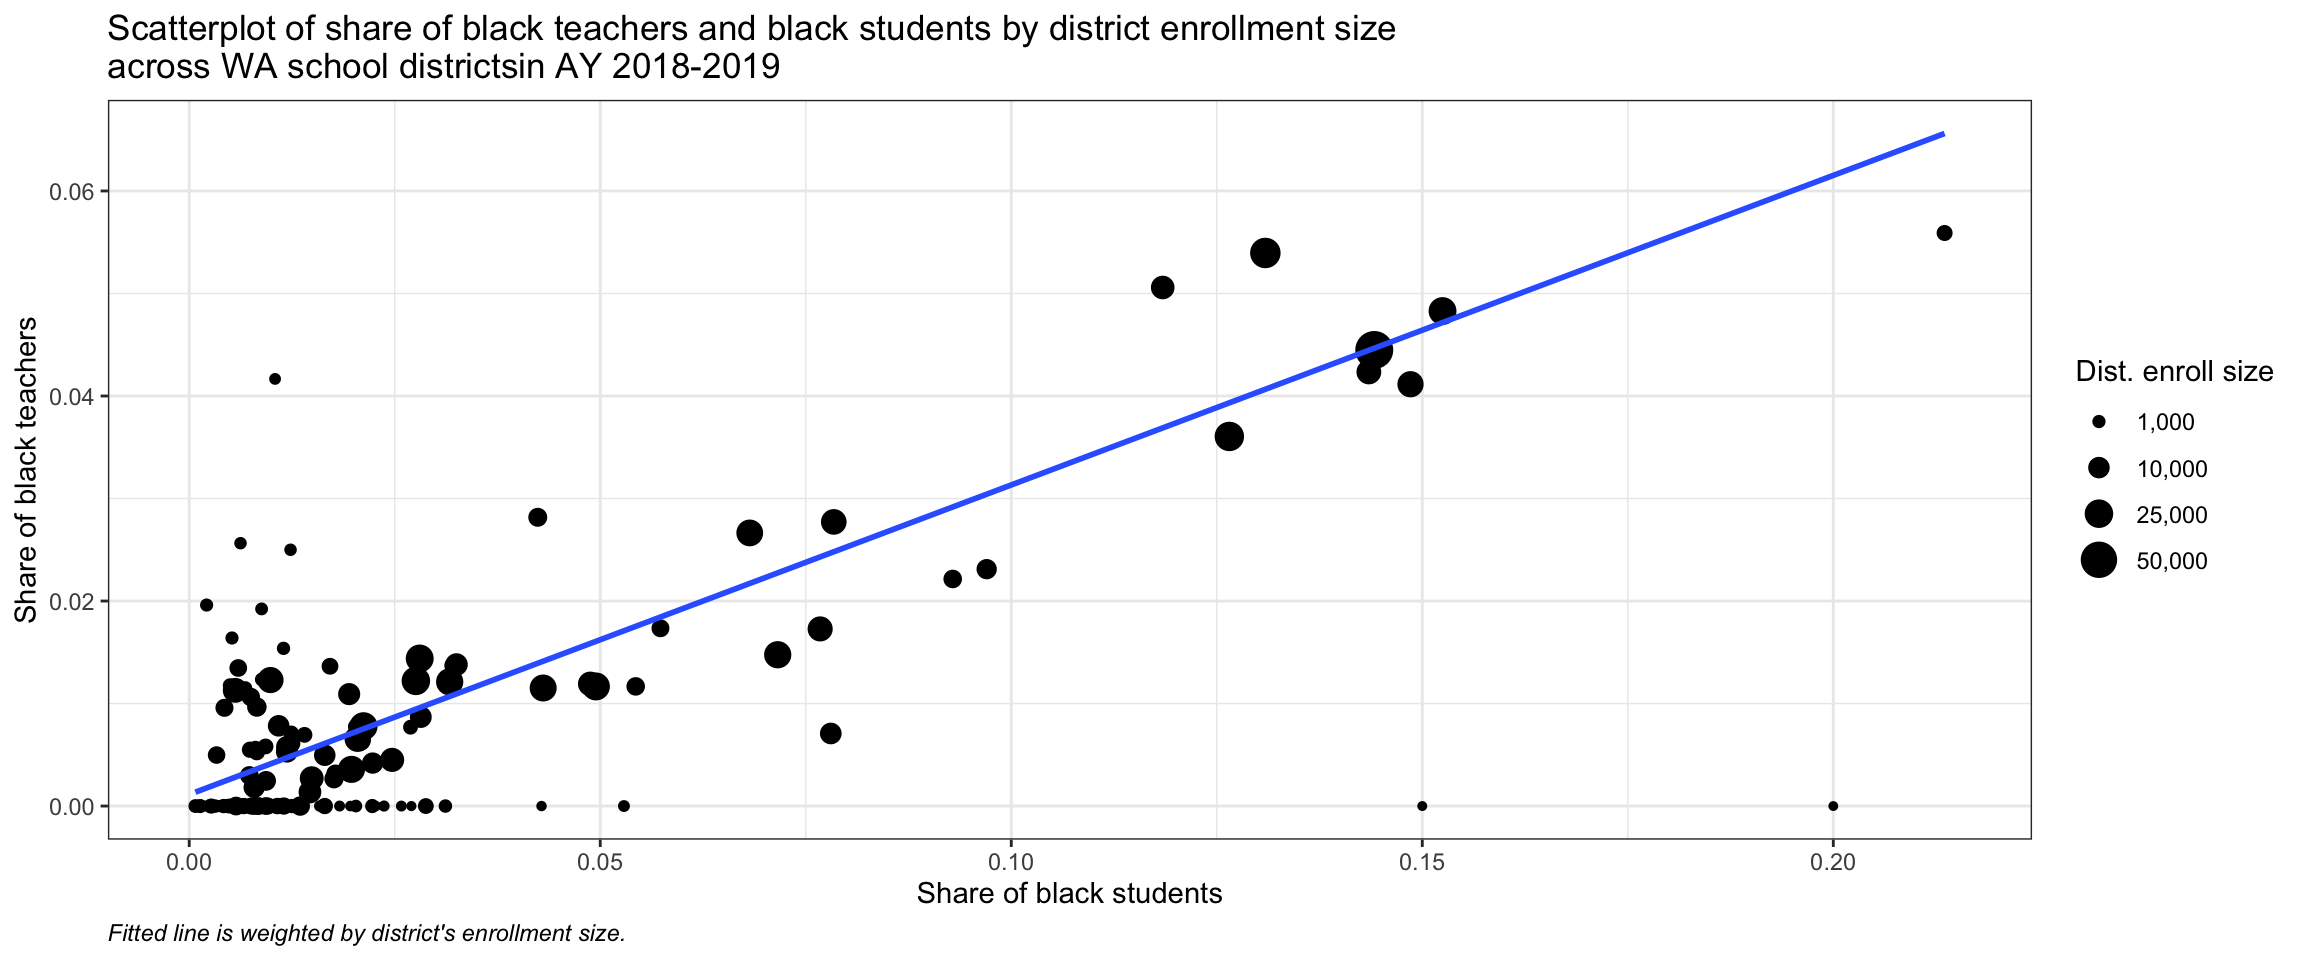 Scatterplot of share of black teachers and black students by district enrollment size
across WA school districtsin AY 2018-2019
Share of black teachers
0.06
0.04
0.02
0.00
0.00
0.05
0.10
0.15
0.20
Share of black students
Dist. enroll size
1,000
10,000
25,000
50,000
Fitted line is weighted by district's enrollment size.